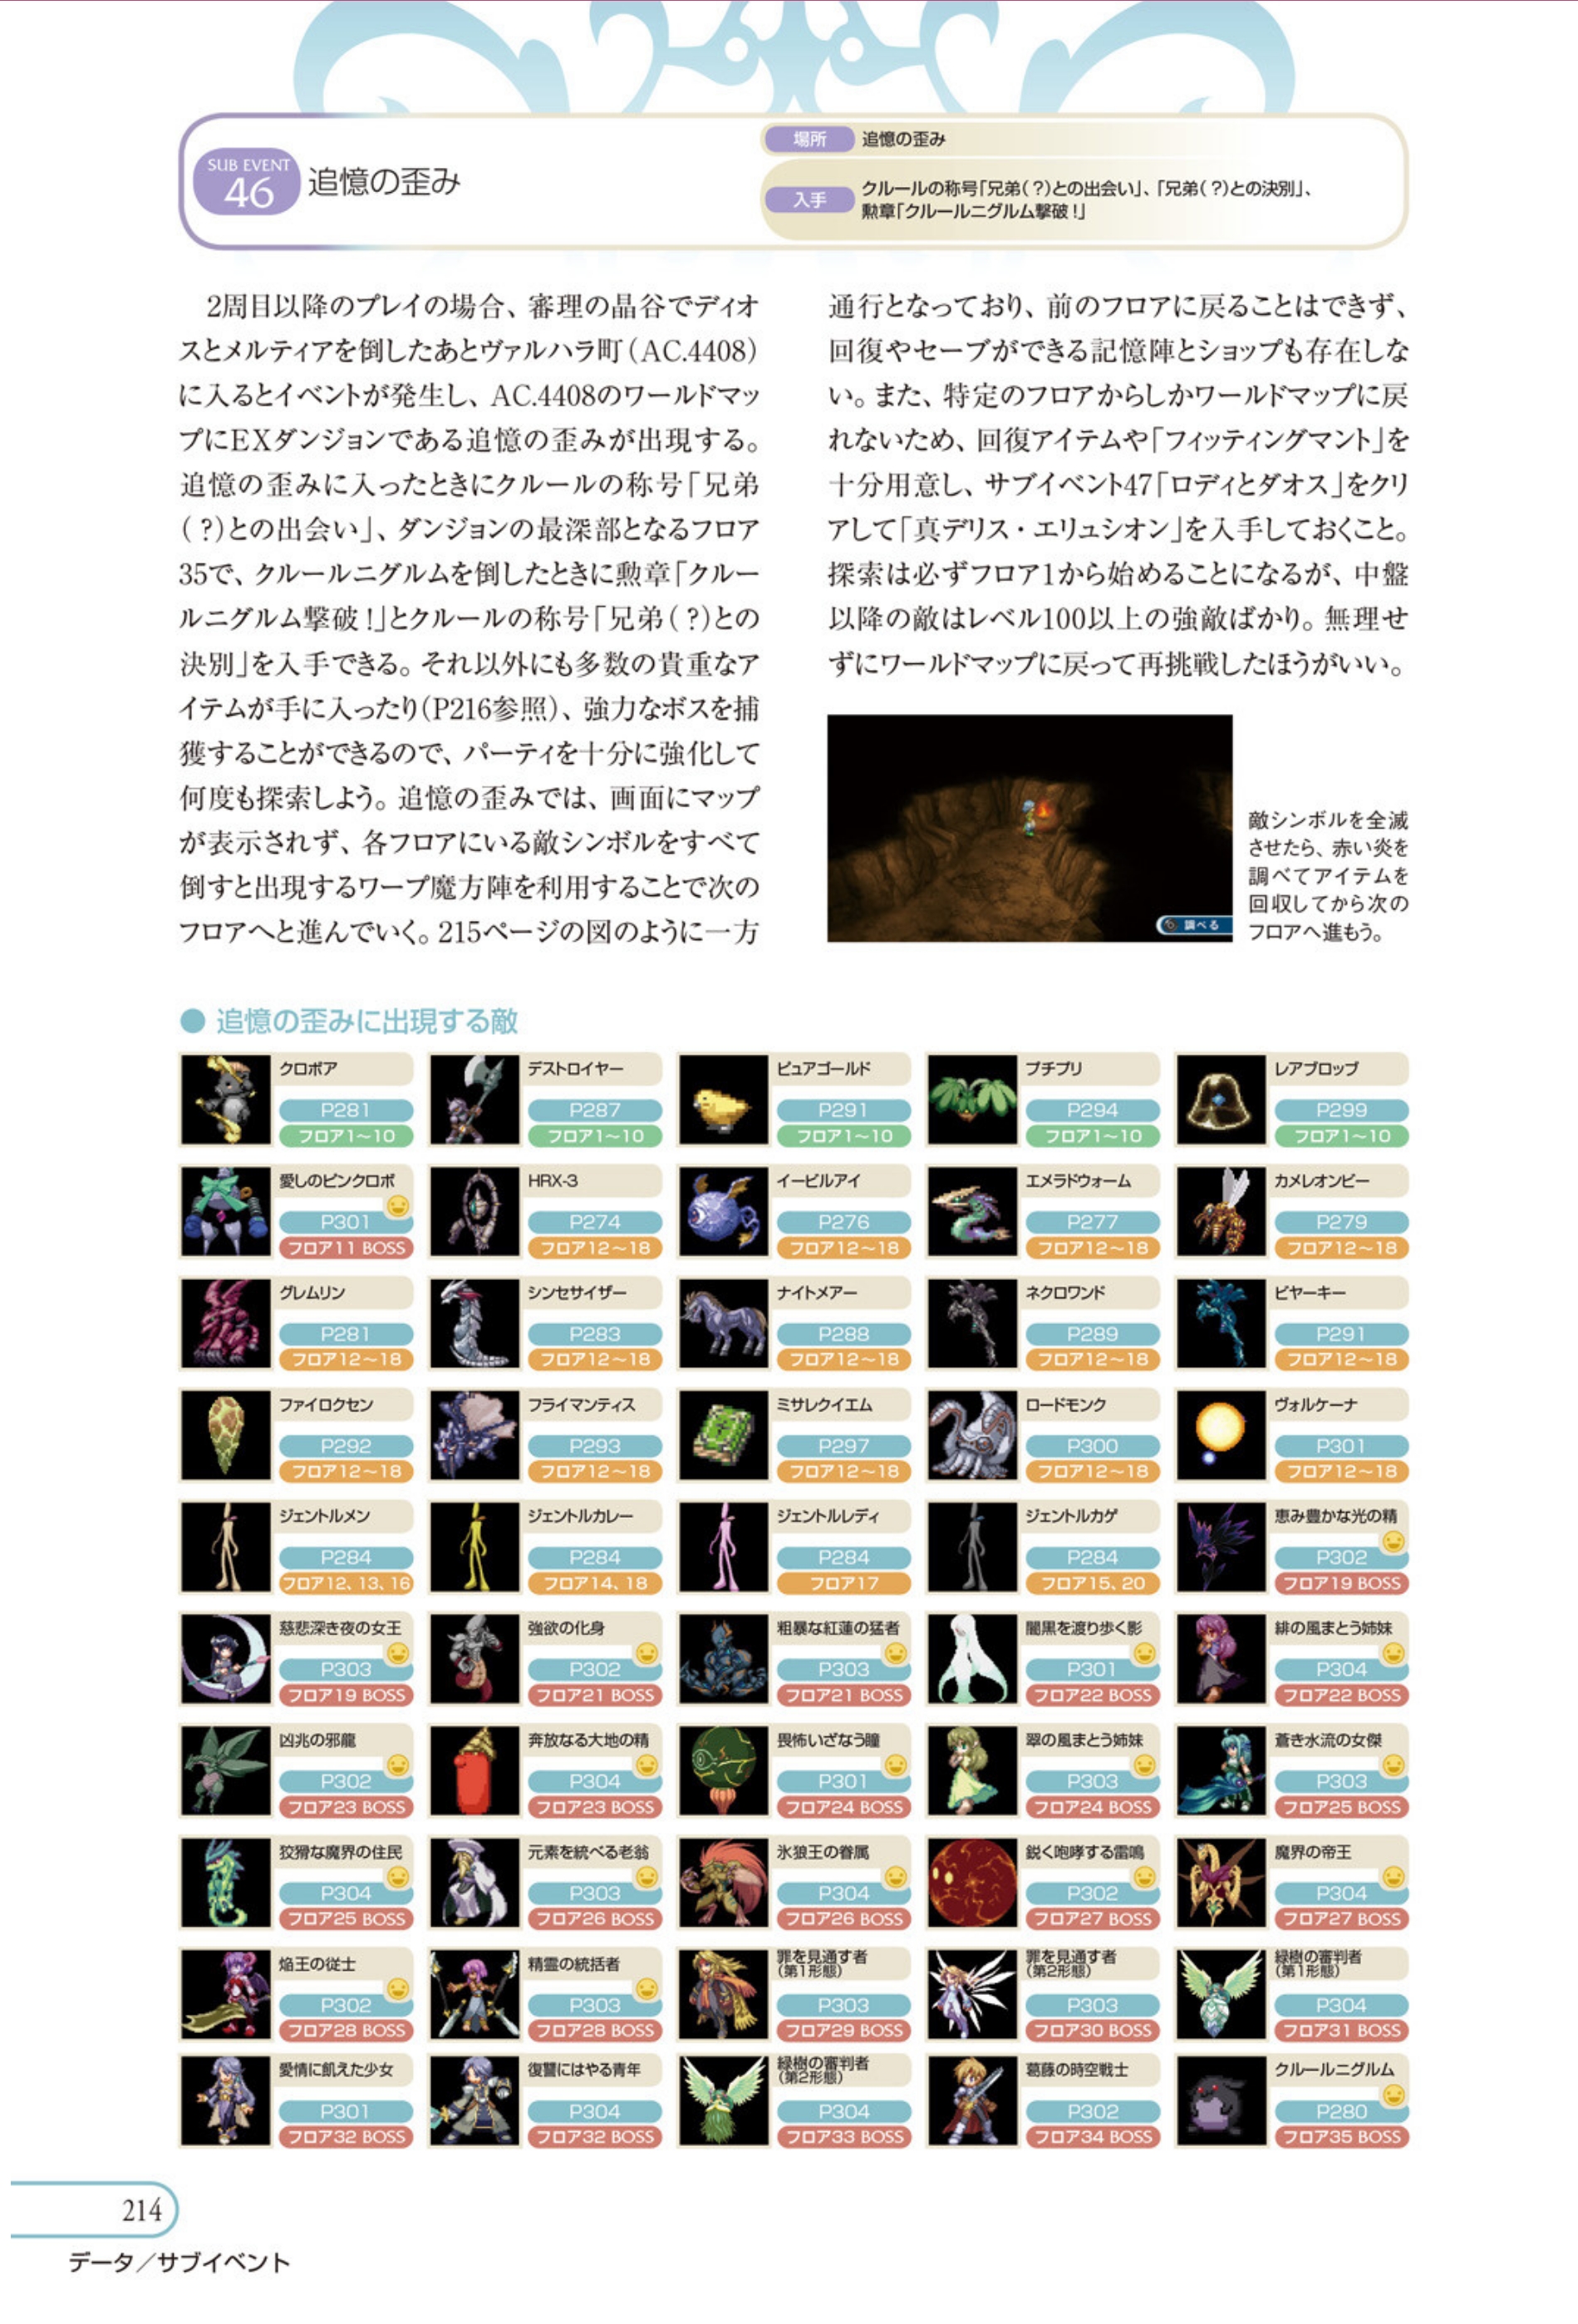 SUB EVENT
46
追憶の歪み
場所
追憶の歪み
入手
クルールの称号「兄弟(?)との出会い」、「兄弟(?)との決別」、
勲章「クルールニグルム撃破!」
2周目以降のプレイの場合、審理の晶谷でディオ
スとメルティアを倒したあとヴァルハラ町(AC.4408)
に入るとイベントが発生し、AC.4408のワールドマッ
プにEXダンジョンである追憶の歪みが出現する。
追憶の歪みに入ったときにクルールの称号「兄弟
(?)との出会い」、ダンジョンの最深部となるフロア
35で、クルールニグルムを倒したときに勲章「クルー
ルニグルム撃破!」とクルールの称号「兄弟(?)との
決別」を入手できる。それ以外にも多数の貴重なア
イテムが手に入ったり(P216参照)、強力なボスを捕
獲することができるので、パーティを十分に強化して
何度も探索しよう。追憶の歪みでは、画面にマップ
が表示されず、各フロアにいる敵シンボルをすべて
倒すと出現するワープ魔方陣を利用することで次の
フロアへと進んでいく。215ページの図のように一方
通行となっており、前のフロアに戻ることはできず、
回復やセーブができる記憶陣とショップも存在しな
い。また、特定のフロアからしかワールドマップに戻
れないため、回復アイテムや「フィッティングマント」を
十分用意し、サブイベント47「ロディとダオス」をクリ
アして「真デリス・エリュシオン」を入手しておくこと。
探索は必ずフロア1から始めることになるが、中盤
以降の敵はレベル100以上の強敵ばかり。無理せ
ずにワールドマップに戻って再挑戦したほうがいい。
調べる
敵シンボルを全滅
させたら、赤い炎を
調べてアイテムを
回収してから次の
フロアへ進もう。
● 追憶の歪みに出現する敵
クロボア
P281
フロア1～10
デストロイヤー
P287
フロア1～10
ピュアゴールド
P291
フロア1～10
プチプリ
P294
フロア1～10
レアブロップ
P299
フロア1～10
愛しのピンクロボ
P301
フロア11 BOSS
HRX-3
P274
フロア12～18
イービルアイ
P276
フロア12～18
エメラドウォーム
P277
フロア12～18
カメレオンビー
P279
フロア12～18
グレムリン
P281
フロア12～18
シンセサイザー
P283
フロア12～18
ナイトメアー
P288
フロア12～18
ネクロワンド
P289
フロア12～18
ビヤーキー
P291
フロア12～18
ファイロクセン
P292
フロア12～18
フライマンティス
P293
フロア12～18
ミサレクイエム
P297
フロア12～18
ロードモンク
P300
フロア12～18
ヴォルケーナ
P301
フロア12～18
ジェントルメン
P284
フロア12、13、16
ジェントルカレー
P284
フロア14、18
ジェントルレディ
P284
フロア17
ジェントルカゲ
P284
フロア15、20
恵み豊かな光の精
P302
フロア19 BOSS
慈悲深き夜の女王
P303
フロア19 BOSS
強欲の化身
P302
フロア21 BOSS
粗暴な紅蓮の猛者
P303
フロア21 BOSS
闇黒を渡り歩く影
P301
フロア22 BOSS
緋の風まとう姉妹
P304
フロア22 BOSS
凶兆の邪龍
P302
フロア23 BOSS
奔放なる大地の精
P304
フロア23 BOSS
畏怖いざなう瞳
P301
フロア24 BOSS
翠の風まとう姉妹
P303
フロア24 BOSS
蒼き水流の女傑
P303
フロア25 BOSS
狡猾な魔界の住民
P304
フロア25 BOSS
元素を統べる老翁
P303
フロア26 BOSS
氷狼王の眷属
P304
フロア26 BOSS
鋭く咆哮する雷鳴
P302
フロア27 BOSS
魔界の帝王
P304
フロア27 BOSS
焔王の従士
P302
フロア28 BOSS
精霊の統括者
P303
フロア28 BOSS
罪を見通す者
(第1形態)
P303
フロア29 BOSS
罪を見通す者
(第2形態)
P303
フロア30 BOSS
緑樹の審判者
(第1形態)
P304
フロア31 BOSS
愛情に飢えた少女
P301
フロア32 BOSS
復讐にはやる青年
P304
フロア32 BOSS
緑樹の審判者
(第2形態)
P304
フロア33 BOSS
葛藤の時空戦士
P302
フロア34 BOSS
クルールニグルム
P280
フロア35 BOSS
214
データ／サブイベント